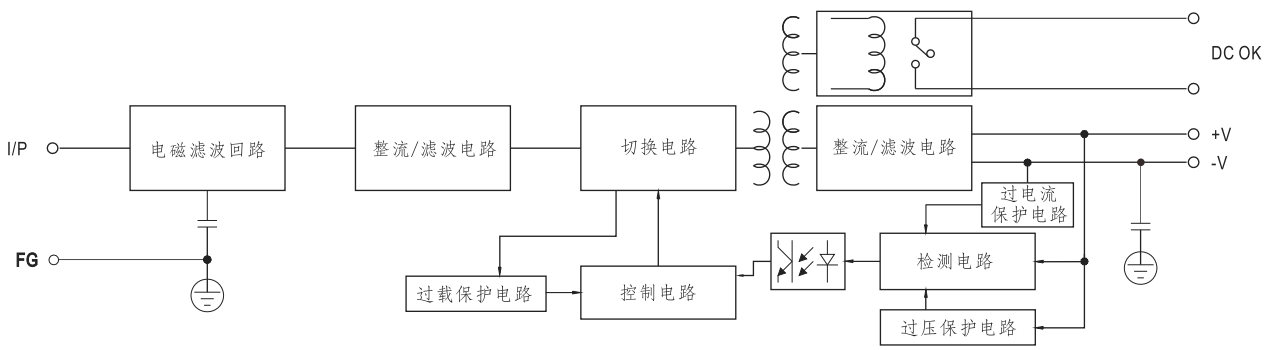 DC OK
I/P
电磁滤波回路
整流/滤波电路
切换电路
整流/滤波电路
+V
-V
过电流
保护电路
FG
检测电路
过载保护电路
控制电路
过压保护电路